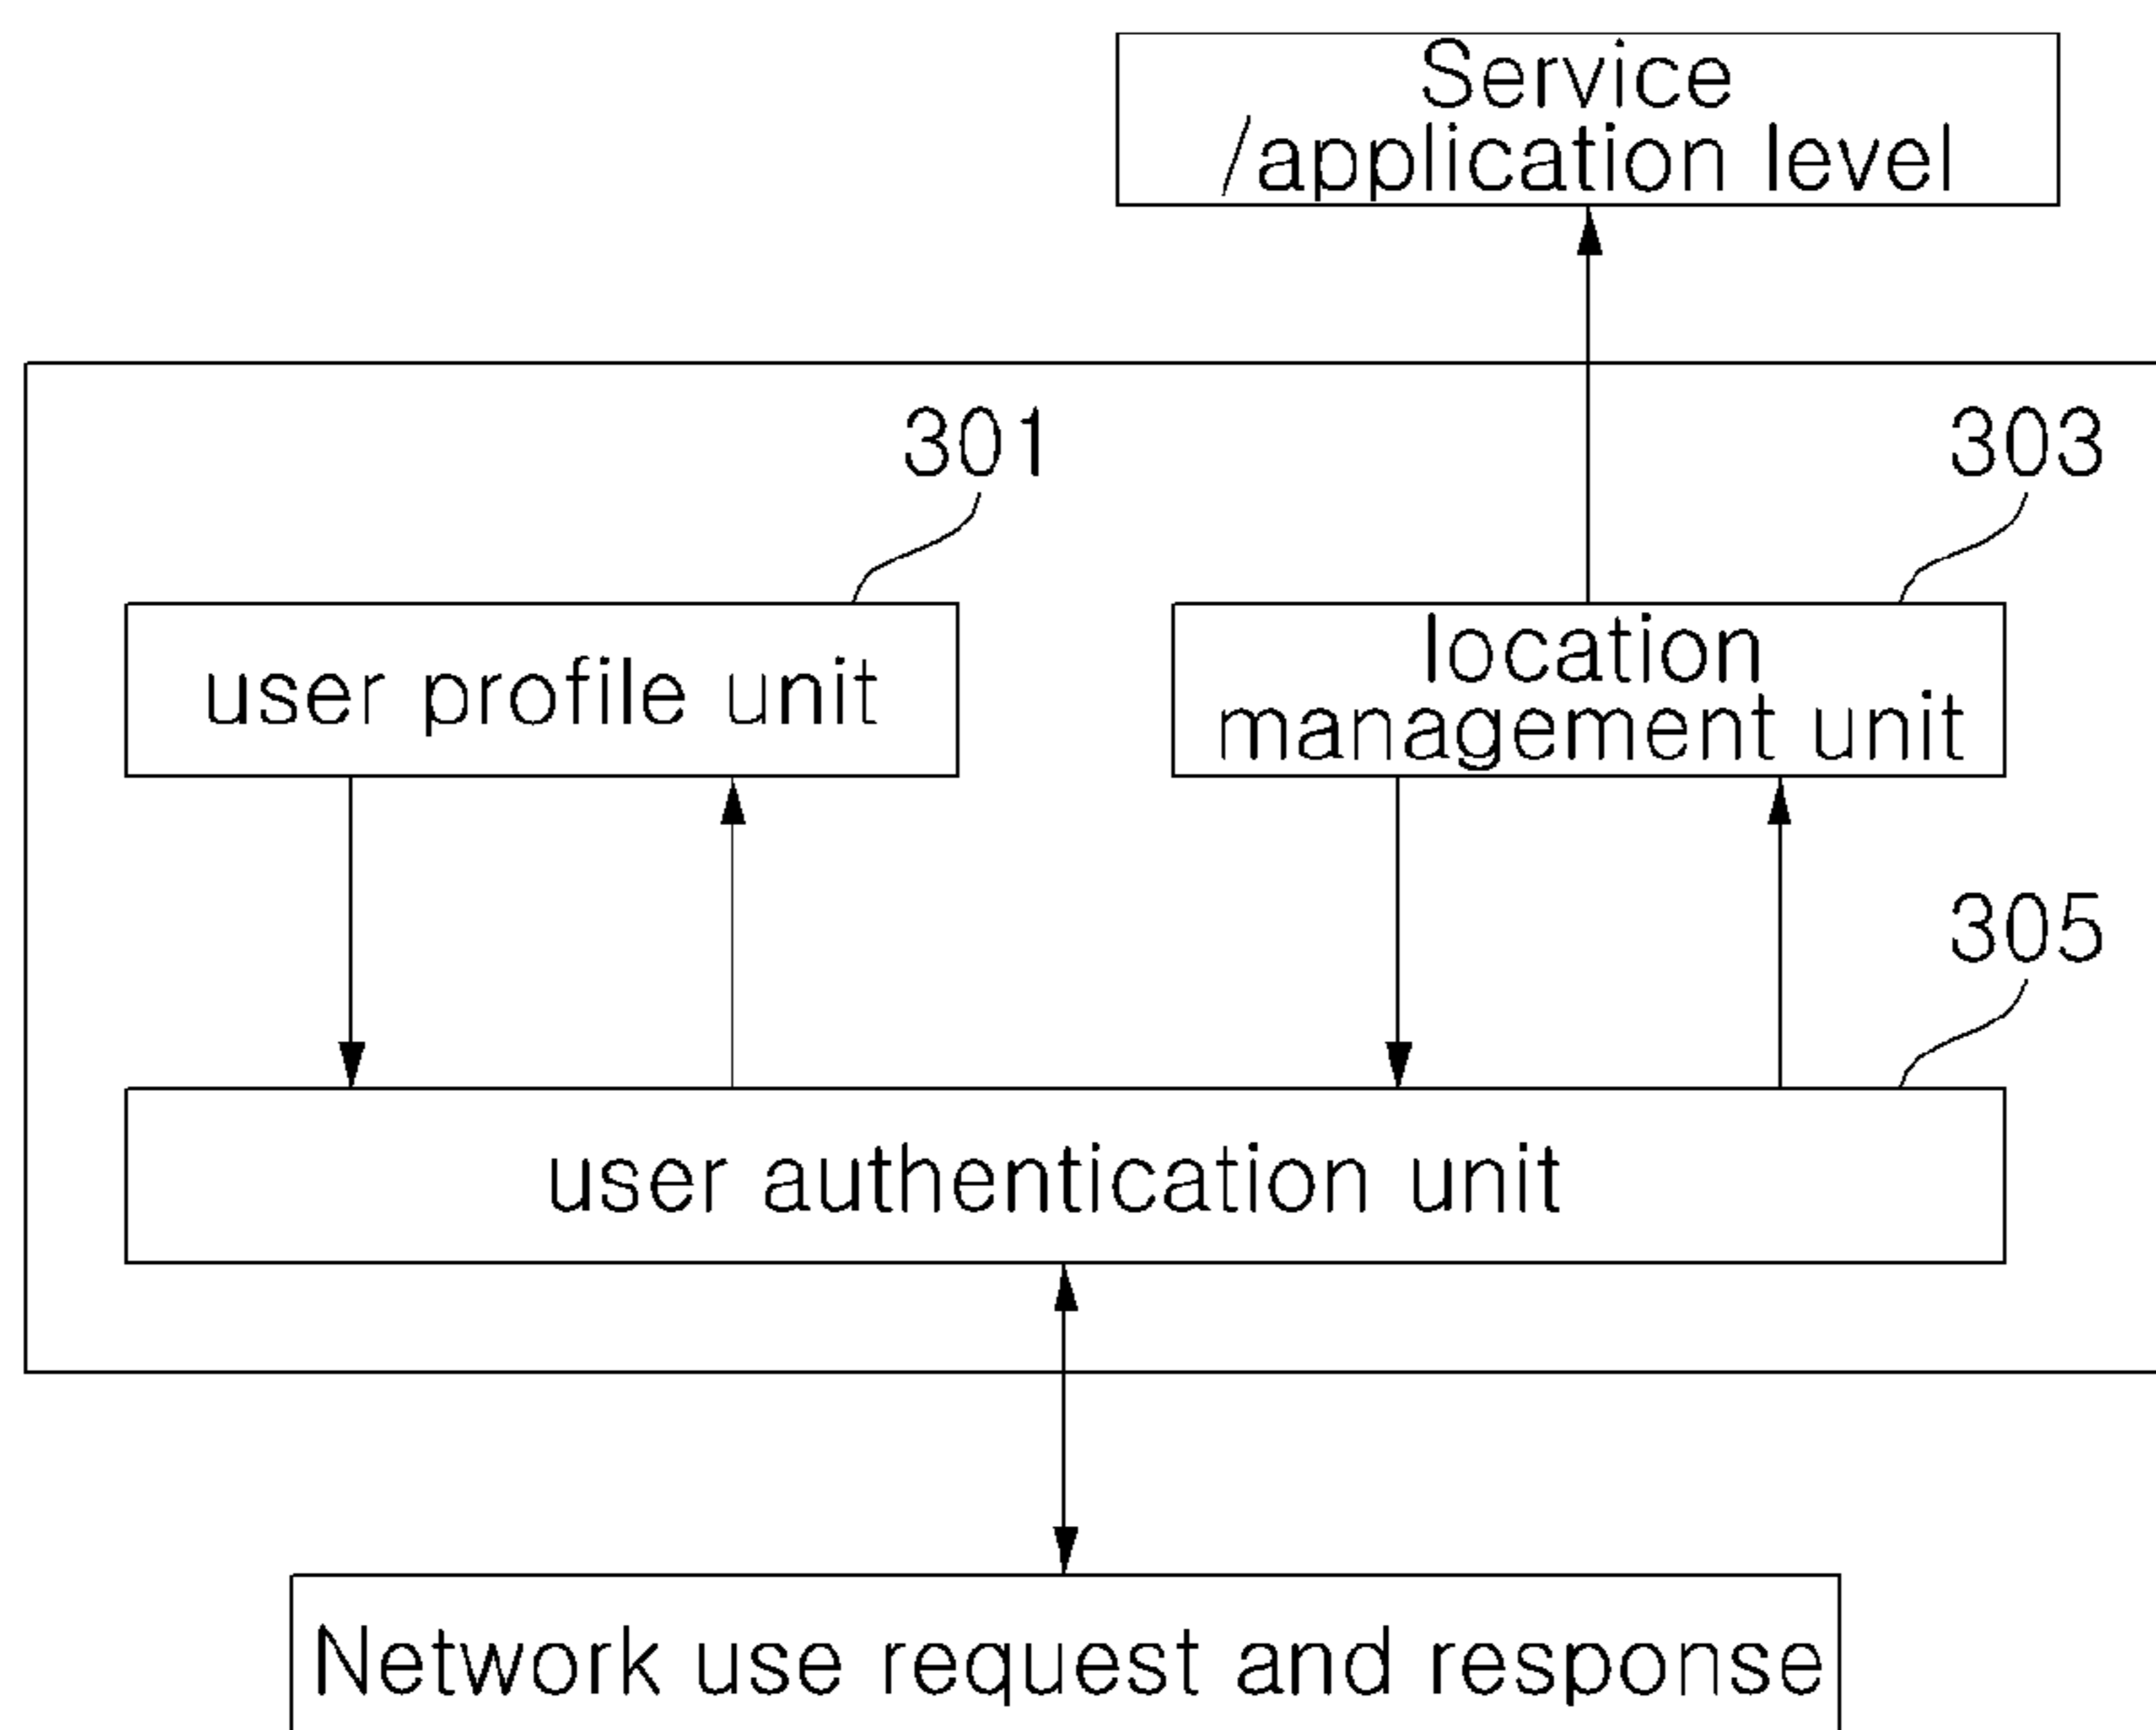 Service
/application level
301
303
user profile unit
location
management unit
305
user authentication unit
Network use request and response